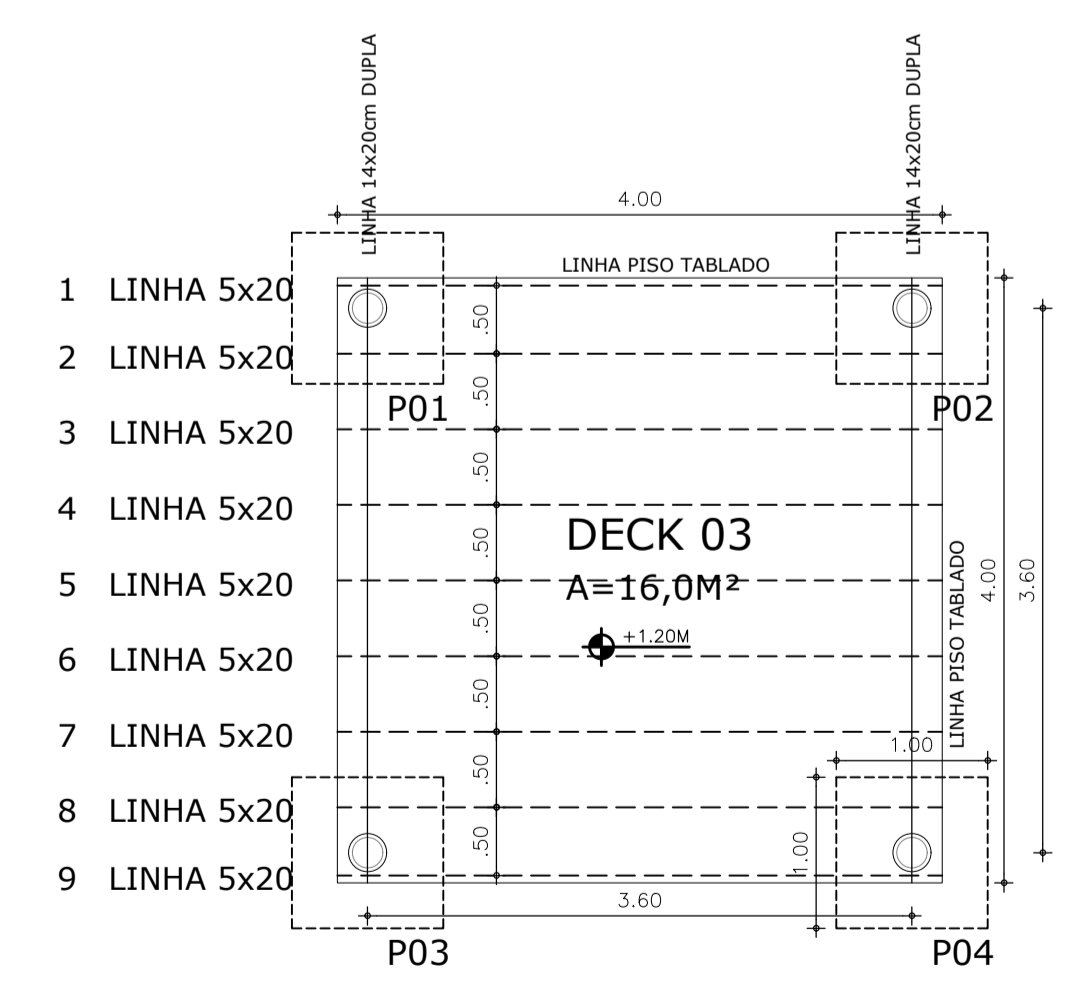 LINHA 14x20cm DUPLA
LINHA 14x20cm DUPLA
4.00
LINHA PISO TABLADO
1 LINHA 5x20
.50
2 LINHA 5x20
P01
P02
.50
3 LINHA 5x20
.50
4 LINHA 5x20
DECK 03
.50
5 LINHA 5x20
A=16,0M²
4.00
3.60
.50
+1.20M
6 LINHA 5x20
LINHA PISO TABLADO
.50
7 LINHA 5x20
1.00
.50
8 LINHA 5x20
.50
1.00
9 LINHA 5x20
3.60
P03
P04